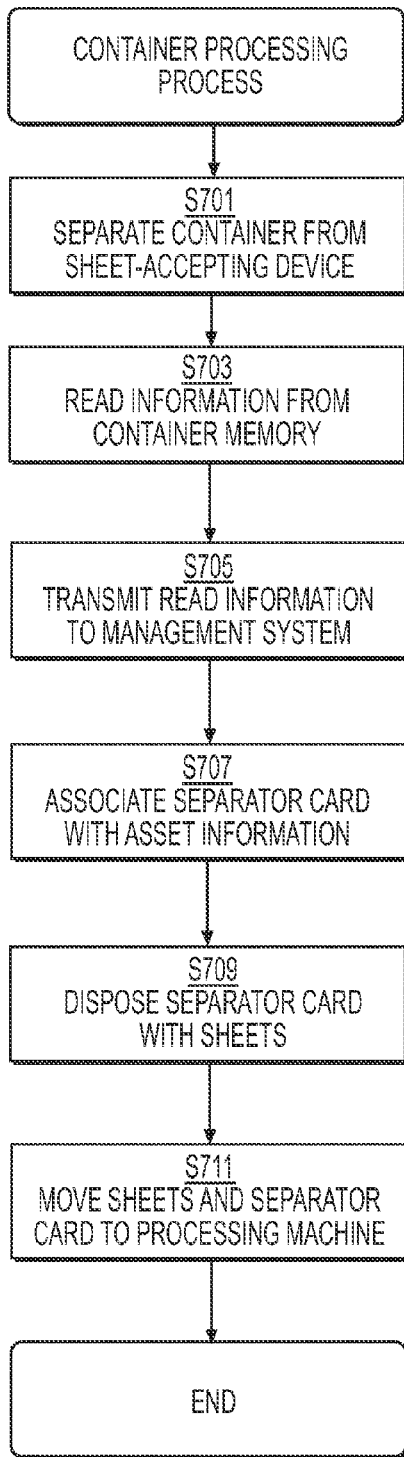 CONTAINER PROCESSING
PROCESS
S701
SEPARATE CONTAINER FROM
SHEET-ACCEPTING DEVICE
S703
READ INFORMATION FROM
CONTAINER MEMORY
S705
TRANSMIT READ INFORMATION
TO MANAGEMENT SYSTEM
S707
ASSOCIATE SEPARATOR CARD
WITH ASSET INFORMATION
S709
DISPOSE SEPARATOR CARD
WITH SHEETS
S711
MOVE SHEETS AND SEPARATOR
CARD TO PROCESSING MACHINE
END